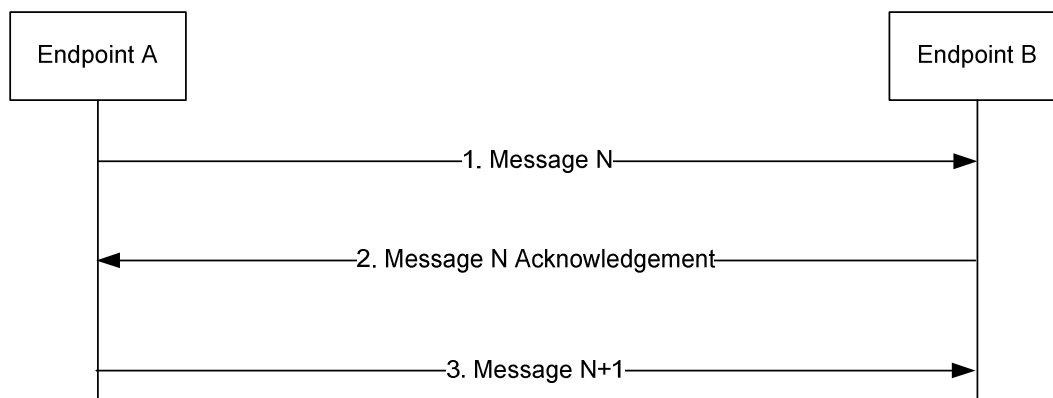 Endpoint A
Endpoint B
1. Message N
2. Message N Acknowledgement
3. Message N+1